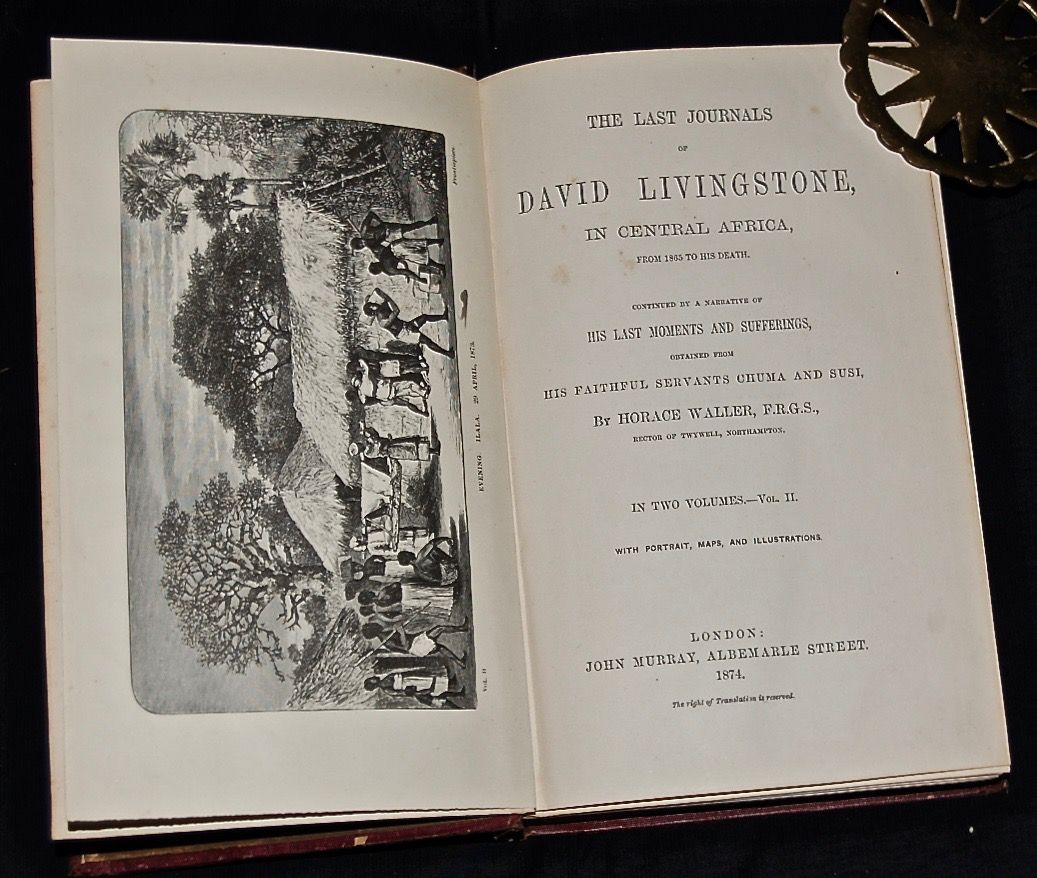 Frontispiece.
EVENING. ILALA. 29 APRIL, 1873.
VOL. II
THE LAST JOURNALS
OF
DAVID LIVINGSTONE,
IN CENTRAL AFRICA,
FROM 1865 TO HIS DEATH.
CONTINUED BY A NARRATIVE OF
HIS LAST MOMENTS AND SUFFERINGS,
OBTAINED FROM
HIS FAITHFUL SERVANTS CHUMA AND SUSI,
BY HORACE WALLER, F.R.G.S.,
RECTOR OF TWYWELL, NORTHAMPTON.
IN TWO VOLUMES.—VOL. II.
WITH PORTRAIT, MAPS, AND ILLUSTRATIONS.
LONDON:
JOHN MURRAY, ALBEMARLE STREET.
1874.
The right of Translation is reserved.